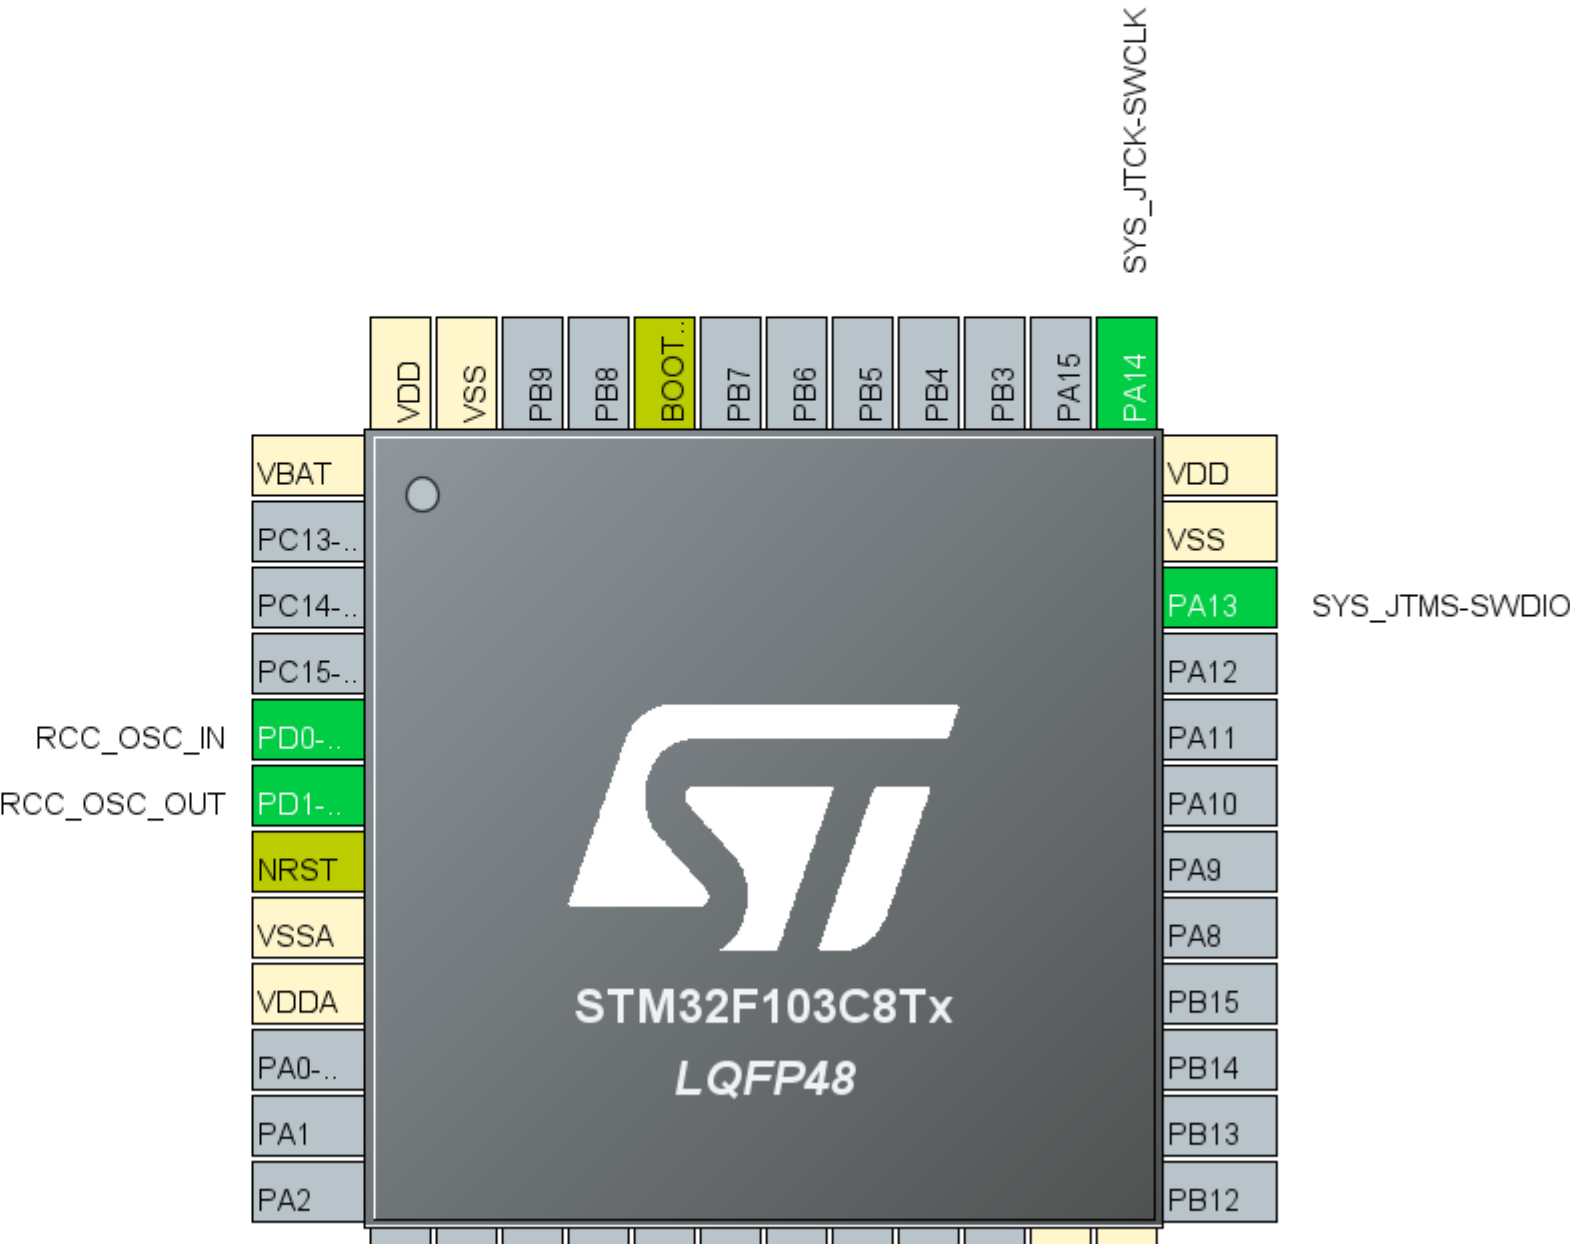 SYS_JTCK-SWCLK
VDD
VSS
PB9
PB8
BOOT..
PB7
PB6
PB5
PB4
PB3
PA15
PA14
VBAT
PC13-..
PC14-..
PC15-..
RCC_OSC_IN PD0-..
RCC_OSC_OUT PD1-..
NRST
VSSA
VDDA
PA0-..
PA1
PA2
ST
STM32F103C8Tx
LQFP48
VDD
VSS
PA13 SYS_JTMS-SWDIO
PA12
PA11
PA10
PA9
PA8
PB15
PB14
PB13
PB12